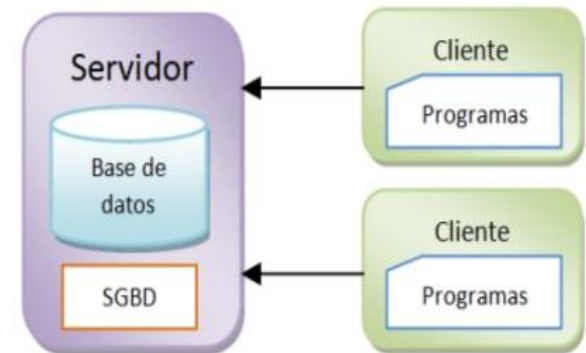 Servidor
Base de
datos
SGBD
Cliente
Programas
Cliente
Programas